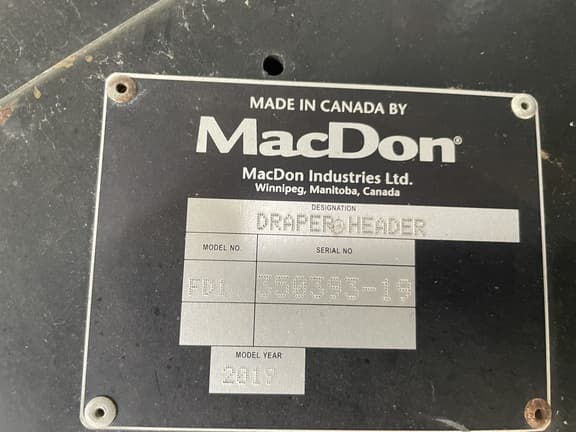 MADE IN CANADA BY
MacDon®
MacDon Industries Ltd.
Winnipeg, Manitoba, Canada
DESIGNATION
DRAPER HEADER
MODEL NO. SERIAL NO
FD1 350393-19
MODEL YEAR
2019